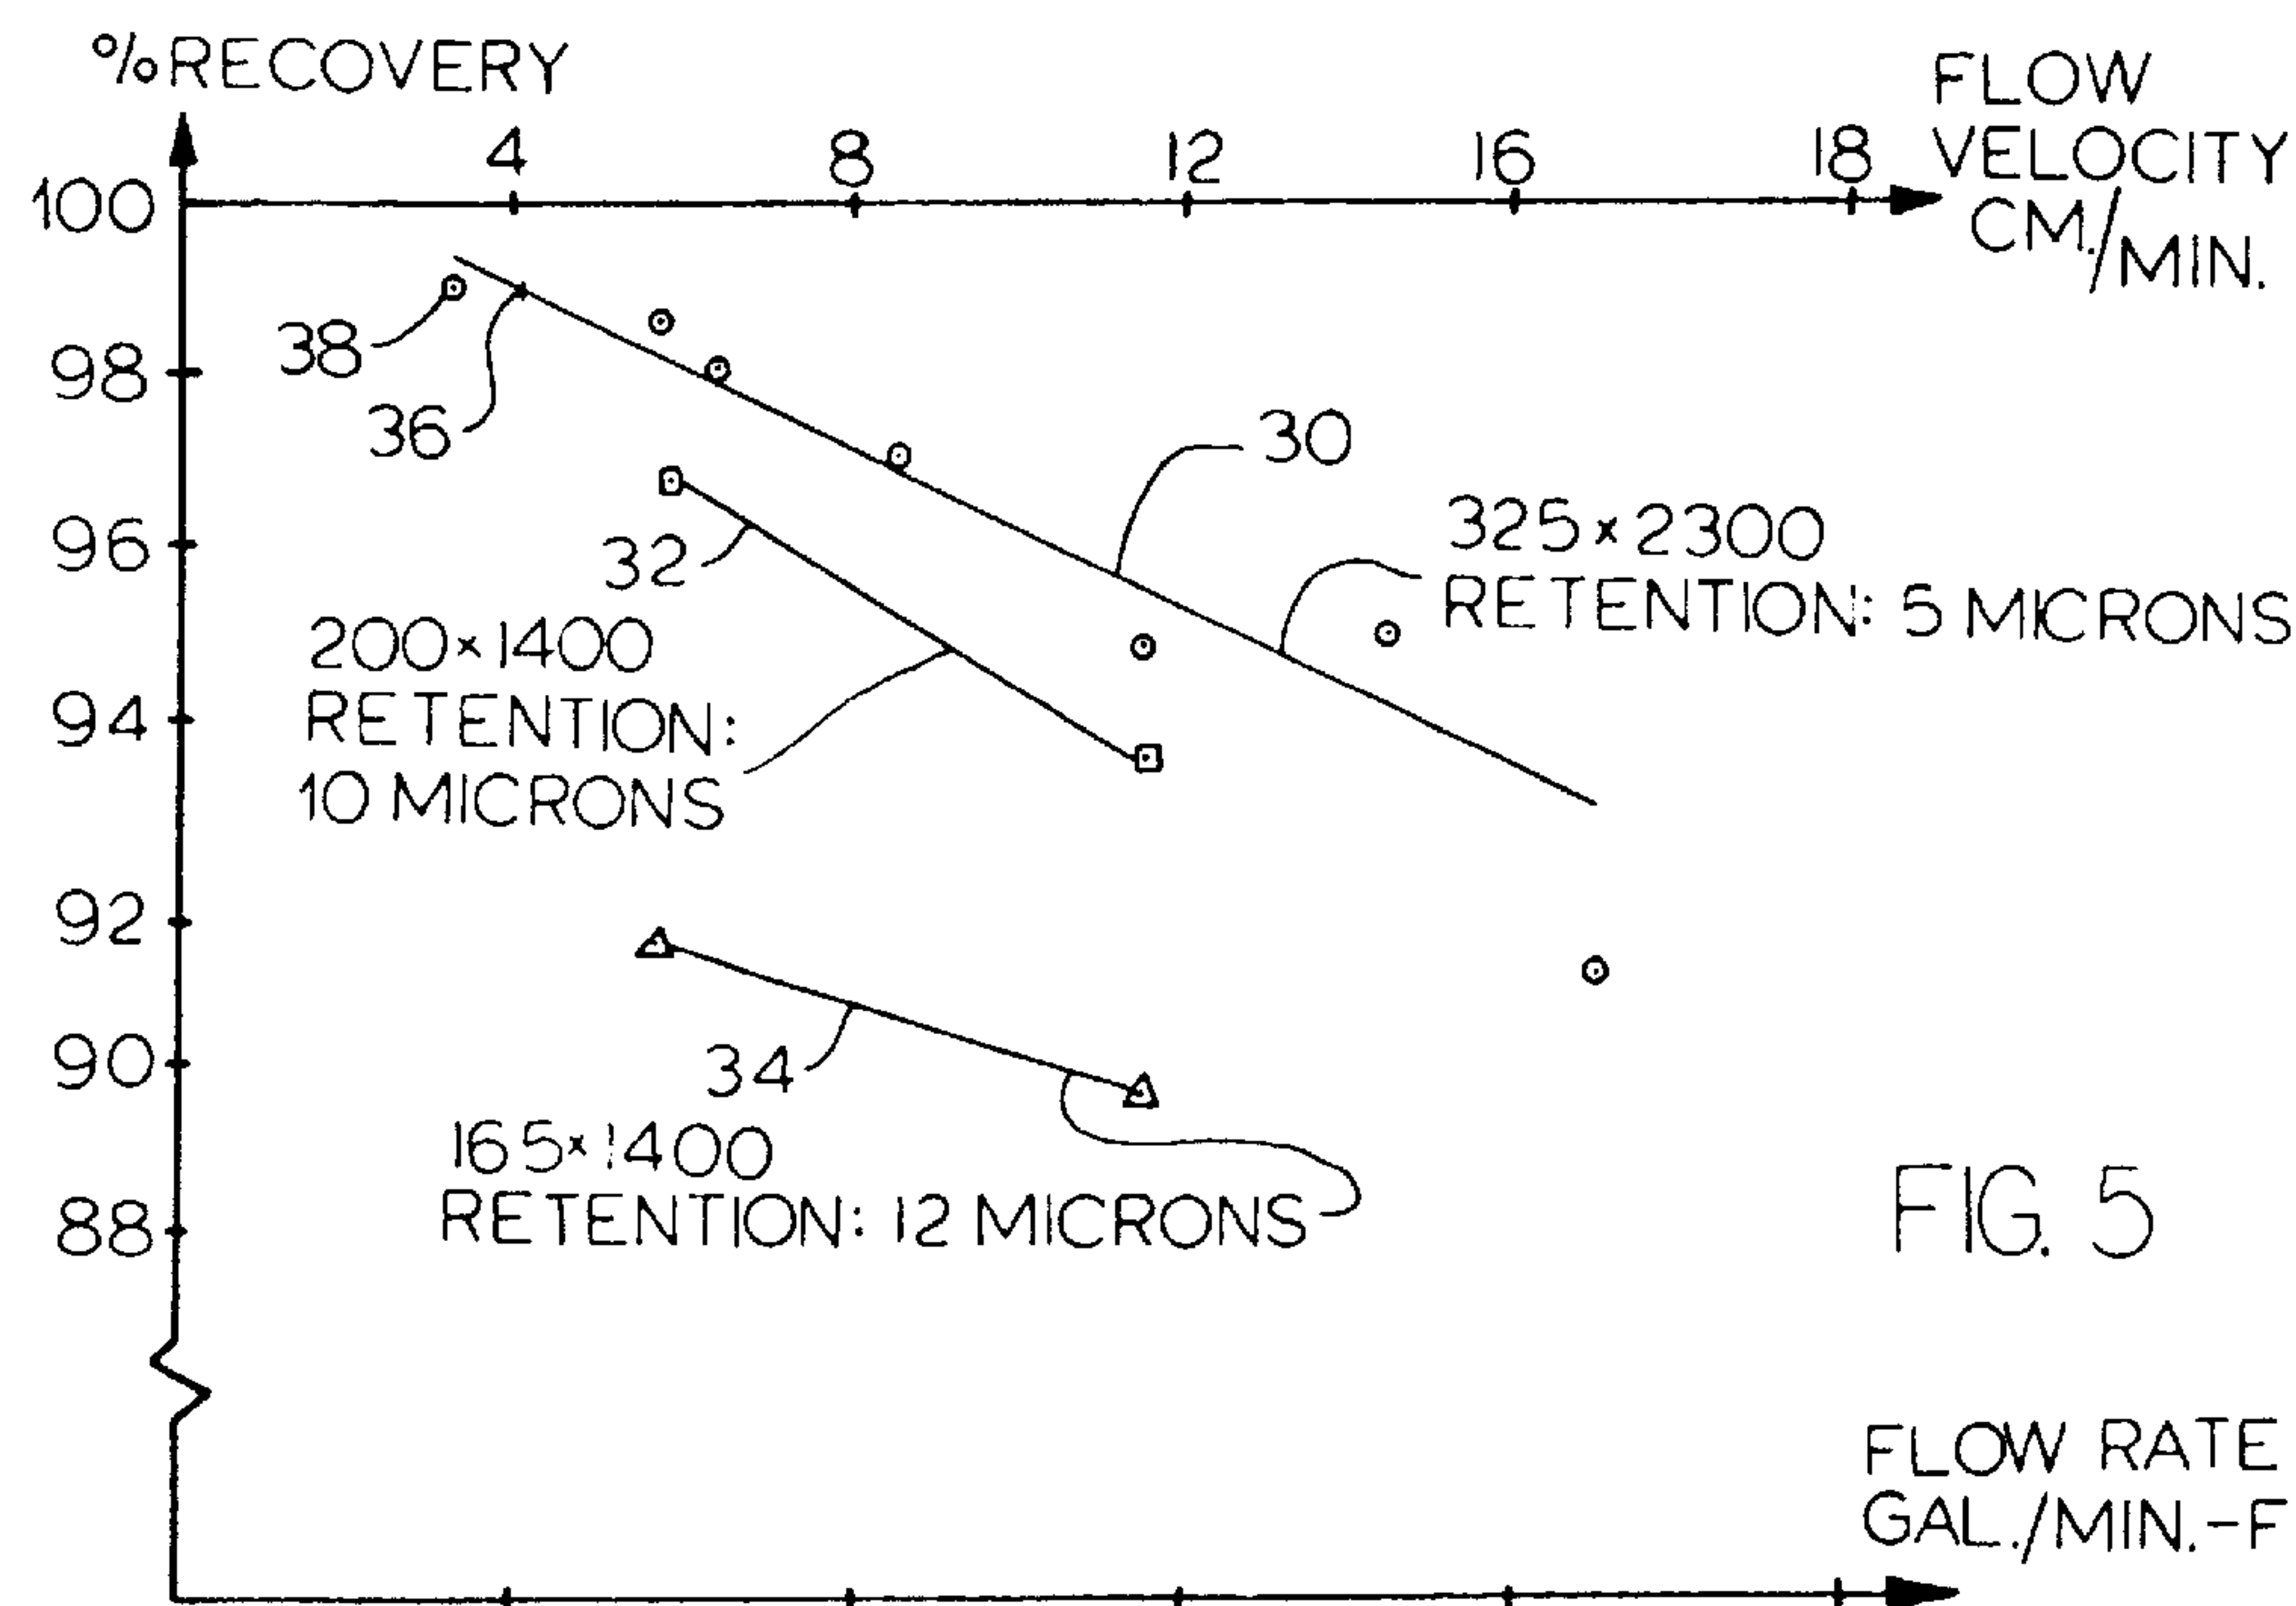 %RECOVERY
FLOW
VELOCITY
CM./MIN.
4 8 12 16 18
100
98
96
94
92
90
88
38
36
30
32
325×2300
RETENTION: 5 MICRONS
200×1400
RETENTION:
10 MICRONS
34
165×1400
RETENTION: 12 MICRONS
FIG. 5
FLOW RATE
GAL./MIN.-F